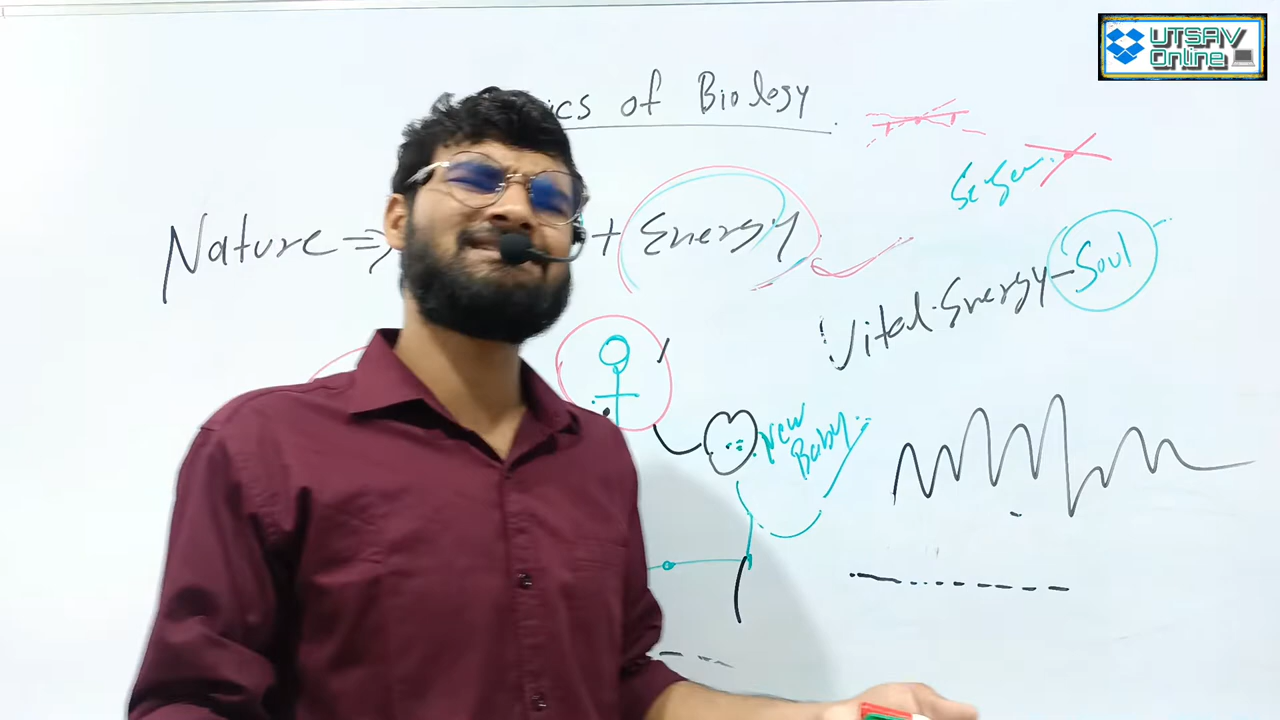 UTSAV
Online
ics of Biology
Nature ⇒ + Energy
Vital Energy - Soul
New
Baby